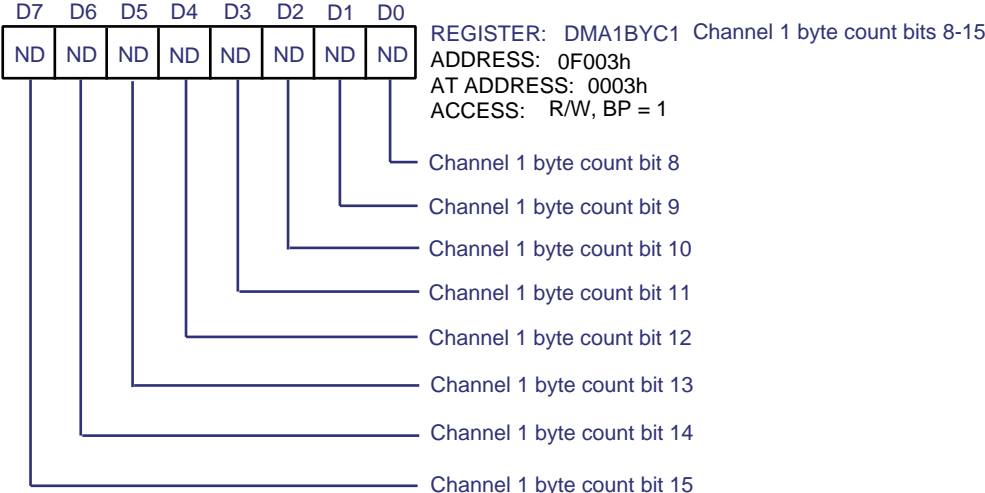 D7 D6 D5 D4 D3 D2 D1 D0
ND ND ND ND ND ND ND ND
REGISTER: DMA1BYC1 Channel 1 byte count bits 8-15
ADDRESS: 0F003h
AT ADDRESS: 0003h
ACCESS: R/W, BP = 1
Channel 1 byte count bit 8
Channel 1 byte count bit 9
Channel 1 byte count bit 10
Channel 1 byte count bit 11
Channel 1 byte count bit 12
Channel 1 byte count bit 13
Channel 1 byte count bit 14
Channel 1 byte count bit 15